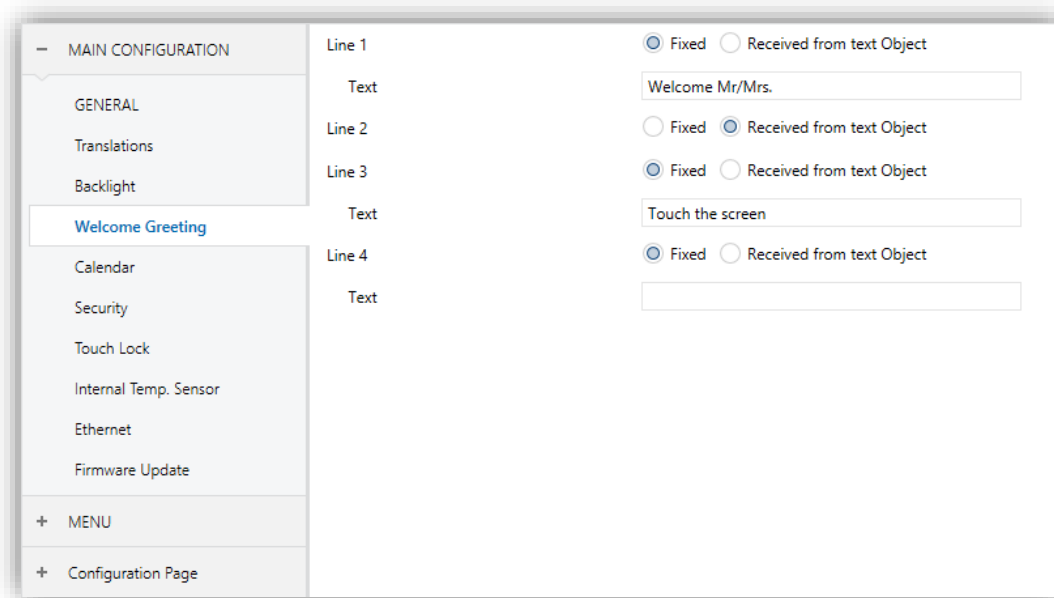 MAIN CONFIGURATION
GENERAL
Translations
Backlight
Welcome Greeting
Calendar
Security
Touch Lock
Internal Temp. Sensor
Ethernet
Firmware Update
MENU
Configuration Page
Line 1 Fixed Received from text Object
Text Welcome Mr/Mrs.
Line 2 Fixed Received from text Object
Line 3 Fixed Received from text Object
Text Touch the screen
Line 4 Fixed Received from text Object
Text